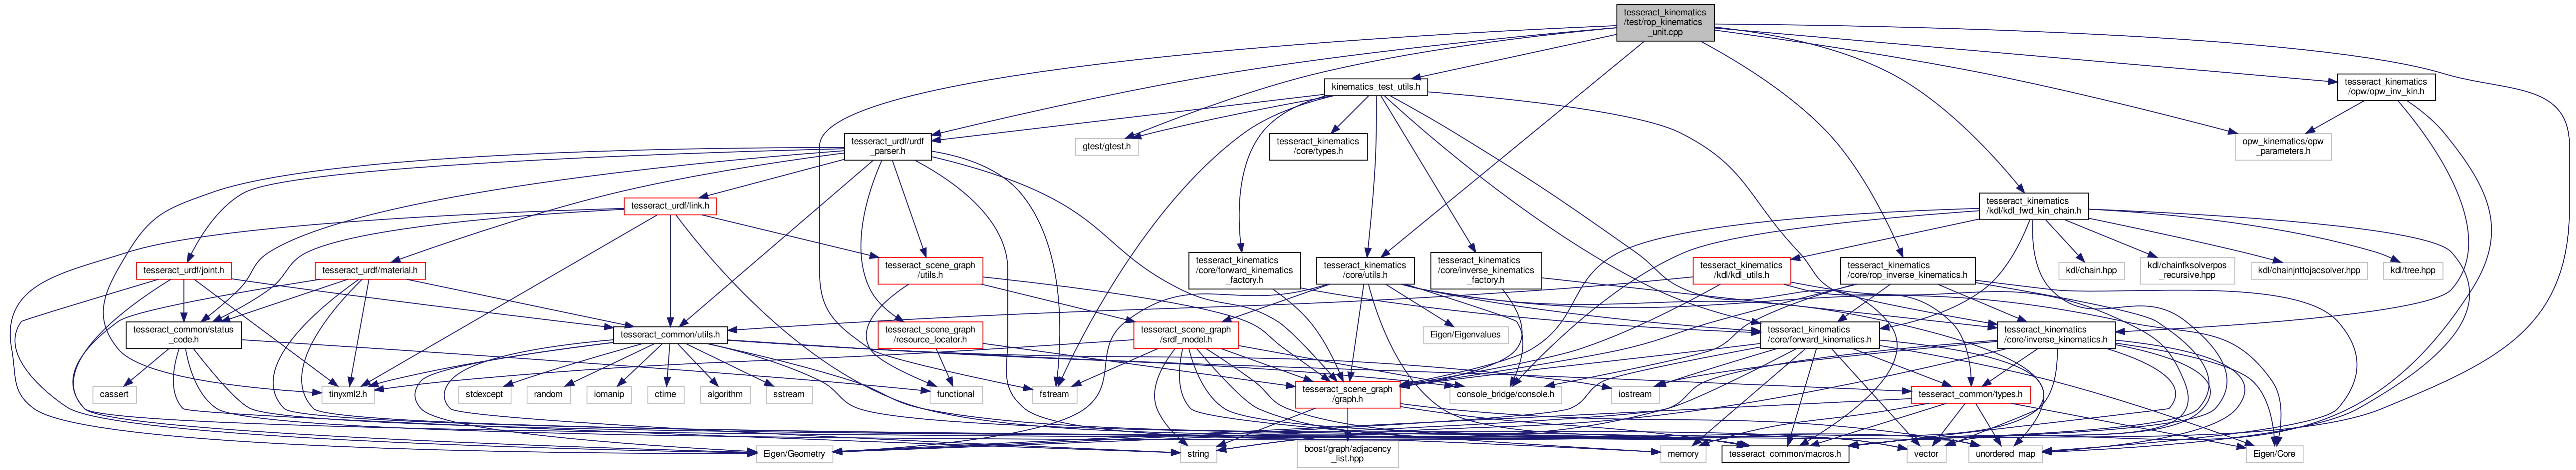 tesseract_kinematics
/test/rop_kinematics
_unit.cpp
kinematics_test_utils.h
tesseract_kinematics
/opw/opw_inv_kin.h
tesseract_urdf/urdf
_parser.h
gtest/gtest.h
tesseract_kinematics
/core/types.h
opw_kinematics/opw
_parameters.h
tesseract_urdf/link.h
tesseract_kinematics
/kdl/kdl_fwd_kin_chain.h
tesseract_urdf/joint.h
tesseract_urdf/material.h
tesseract_scene_graph
/utils.h
tesseract_kinematics
/core/forward_kinematics
_factory.h
tesseract_kinematics
/core/utils.h
tesseract_kinematics
/core/inverse_kinematics
_factory.h
tesseract_kinematics
/kdl/kdl_utils.h
tesseract_kinematics
/core/rop_inverse_kinematics.h
kdl/chain.hpp
kdl/chainfksolverpos
_recursive.hpp
kdl/chainjnttojacsolver.hpp
kdl/tree.hpp
tesseract_common/status
_code.h
tesseract_common/utils.h
tesseract_scene_graph
/resource_locator.h
tesseract_scene_graph
/srdf_model.h
Eigen/Eigenvalues
tesseract_kinematics
/core/forward_kinematics.h
tesseract_kinematics
/core/inverse_kinematics.h
cassert
tinyxml2.h
stdexcept
random
iomanip
ctime
algorithm
sstream
functional
fstream
tesseract_scene_graph
/graph.h
console_bridge/console.h
iostream
tesseract_common/types.h
Eigen/Geometry
string
boost/graph/adjacency
_list.hpp
memory
tesseract_common/macros.h
vector
unordered_map
Eigen/Core